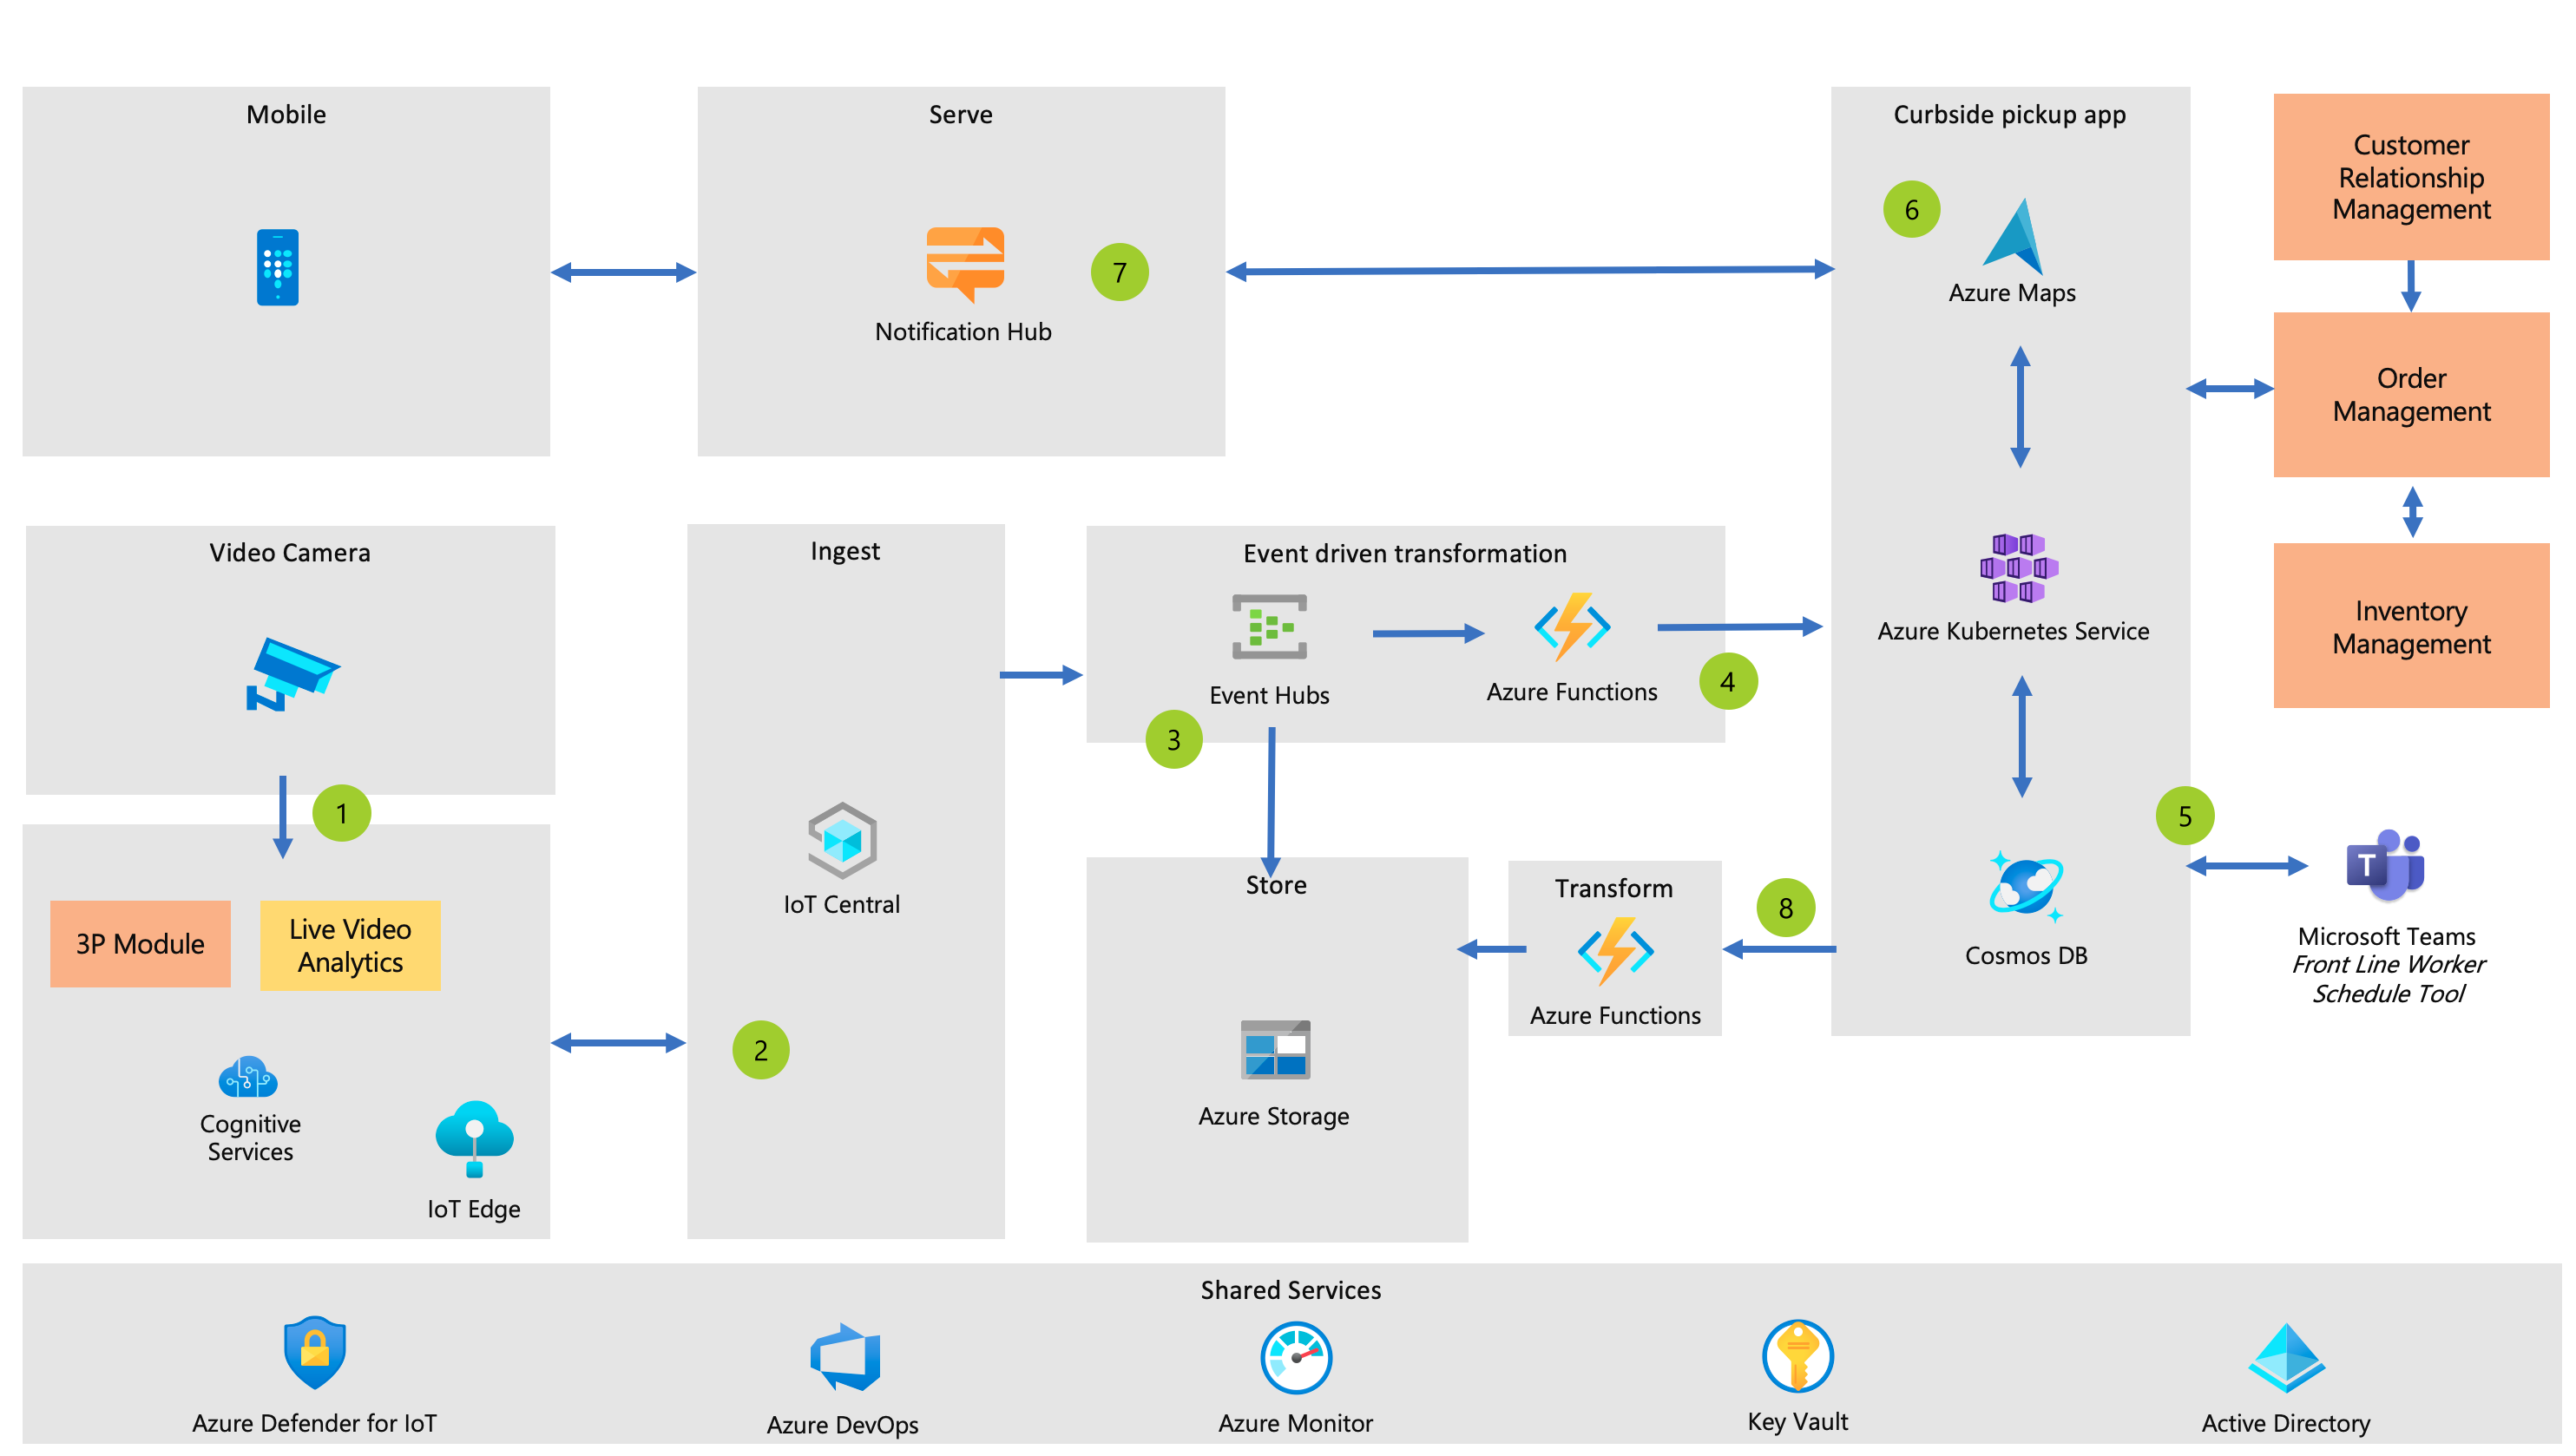 Mobile
Serve
7
Notification Hub
Curbside pickup app
6
Azure Maps
Azure Kubernetes Service
Cosmos DB
Customer
Relationship
Management
Order
Management
Inventory
Management
Video Camera
1
3P Module
Live Video
Analytics
Cognitive
Services
IoT Edge
Ingest
IoT Central
2
Event driven transformation
Event Hubs
Azure Functions
3
4
Store
Azure Storage
Transform
Azure Functions
8
5
T
Microsoft Teams
Front Line Worker
Schedule Tool
Shared Services
Azure Defender for IoT
Azure DevOps
Azure Monitor
Key Vault
Active Directory